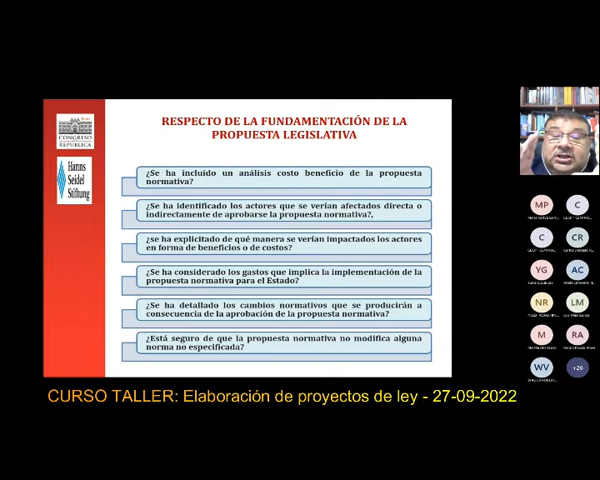 RESPECTO DE LA FUNDAMENTACIÓN DE LA
PROPUESTA LEGISLATIVA
CONGRESO
REPÚBLICA
Hanns
Seidel
Stiftung
¿Se ha incluido un análisis costo beneficio de la propuesta
normativa?
¿Se ha identificado los actores que se verían afectados directa o
indirectamente de aprobarse la propuesta normativa?,
¿se ha explicitado de qué manera se verían impactados los actores
en forma de beneficios o de costos?
¿Se ha considerado los gastos que implica la implementación de la
propuesta normativa para el Estado?
¿Se ha detallado los cambios normativos que se producirán a
consecuencia de la aprobación de la propuesta normativa?
¿Está seguro de que la propuesta normativa no modifica alguna
norma no especificada?
MP
C
C
CR
YG
AC
NR
LM
M
RA
WV
+26
CURSO TALLER: Elaboración de proyectos de ley - 27-09-2022